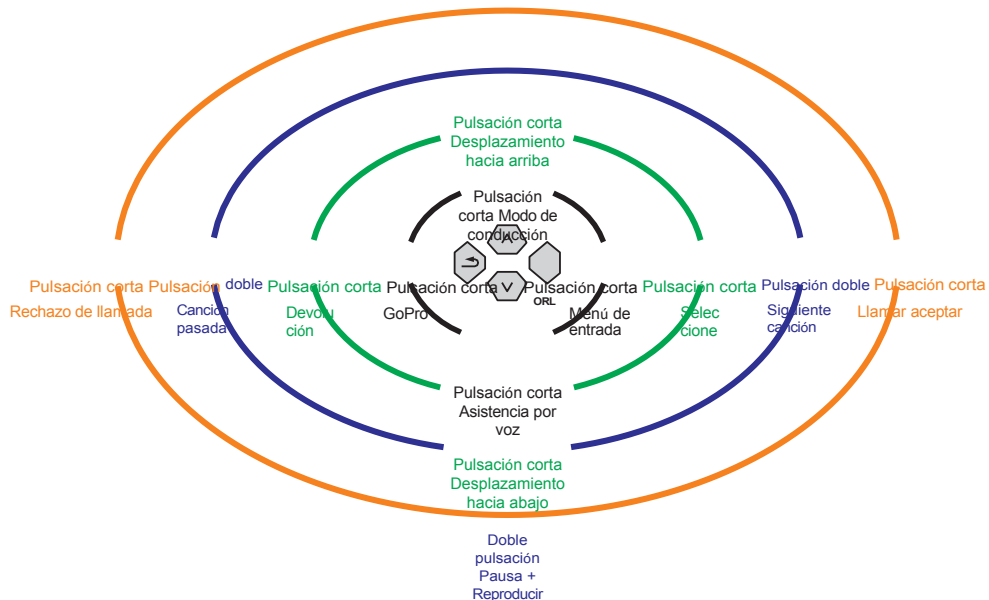 Pulsación corta
Desplazamiento
hacia arriba
Pulsación
corta Modo de
conducción
Pulsación corta
Rechazo de llamada
Pulsación doble
Canción
pasada
Pulsación corta
Devolu
ción
Pulsación corta
GoPro
Pulsación corta
ORL
Menú de
entrada
Pulsación corta
Selec
cione
Pulsación doble
Siguiente
canción
Pulsación corta
Llamar aceptar
Pulsación corta
Asistencia por
voz
Pulsación corta
Desplazamiento
hacia abajo
Doble
pulsación
Pausa +
Reproducir